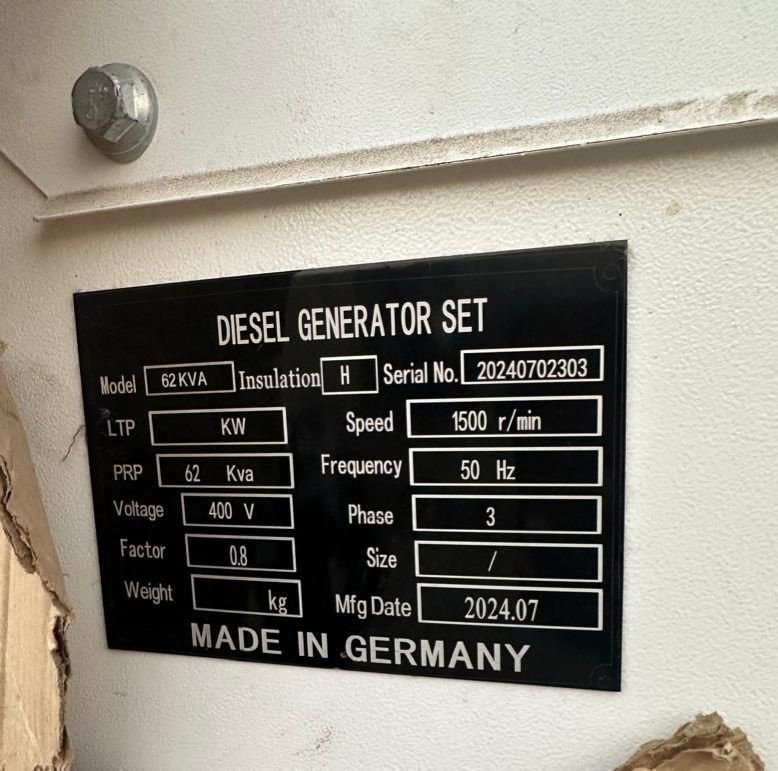 DIESEL GENERATOR SET
Model 62 KVA Insulation H Serial No. 20240702303
LTP KW Speed 1500 r/min
PRP 62 Kva Frequency 50 Hz
Voltage 400 V Phase 3
Factor 0.8 Size /
Weight kg Mfg Date 2024.07
MADE IN GERMANY